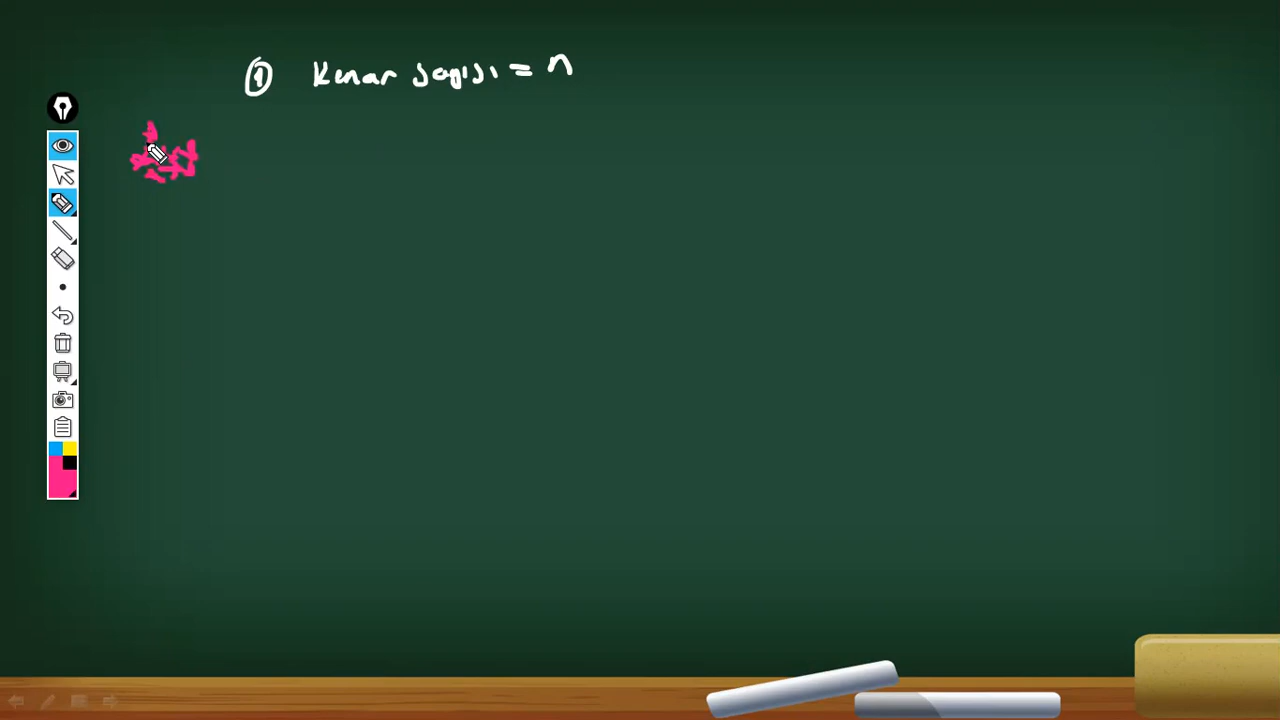 ① Kenar sayısı = n